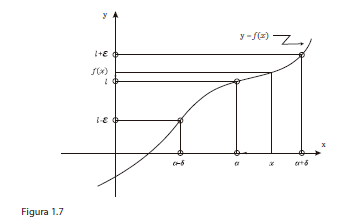 y
y = f(x)
l+ε
f(x)
l
l-ε
x
a-δ
a
x
a+δ
Figura 1.7